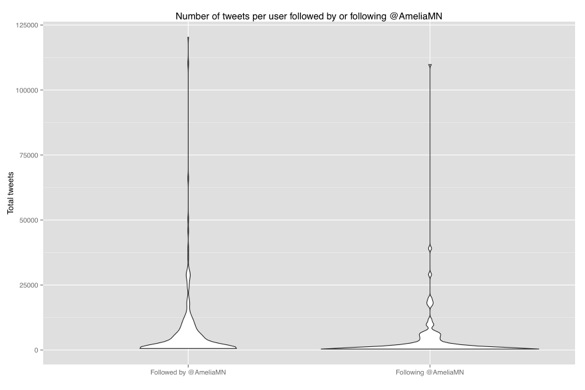 Number of tweets per user followed by or following @AmeliaMN
125000
100000
75000
50000
25000
0
Total tweets
Followed by @AmeliaMN
Following @AmeliaMN